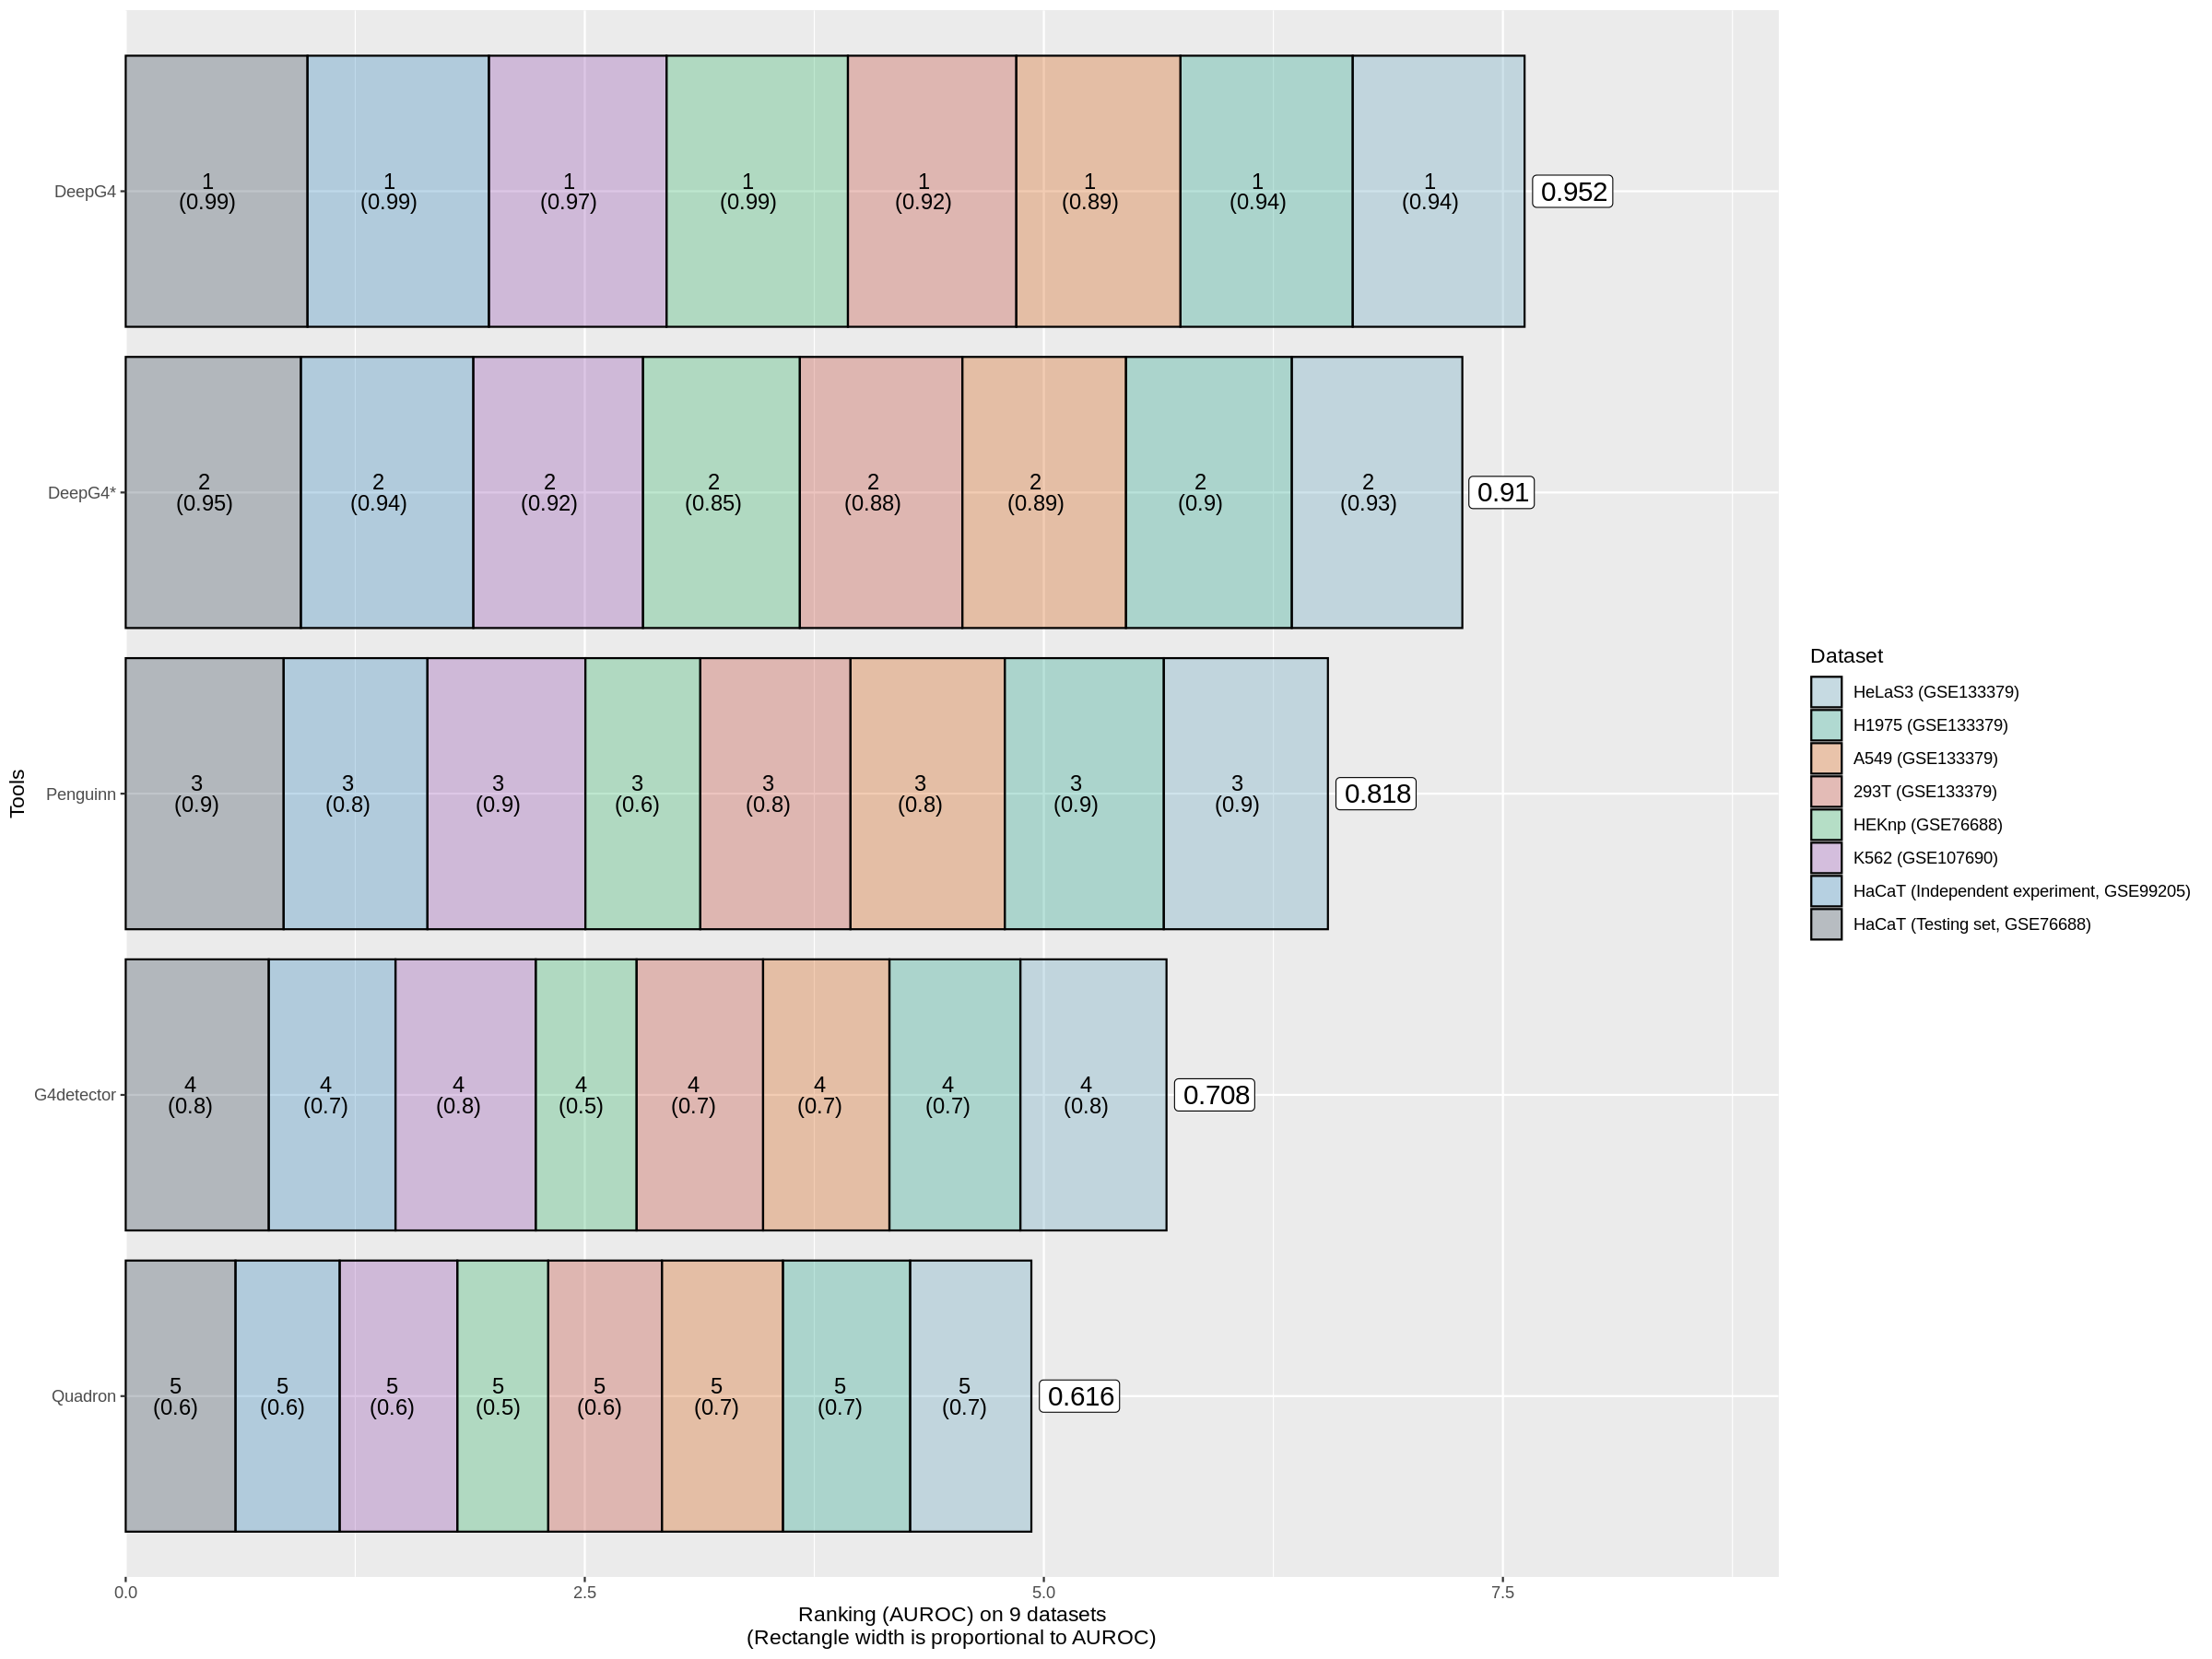 DeepG4
1 1 1 1 1 1 1 1
(0.99) (0.99) (0.97) (0.99) (0.92) (0.89) (0.94) (0.94)
0.952
DeepG4*
2 2 2 2 2 2 2 2
(0.95) (0.94) (0.92) (0.85) (0.88) (0.89) (0.9) (0.93)
0.91
Penguinn
3 3 3 3 3 3 3 3
(0.9) (0.8) (0.9) (0.6) (0.8) (0.8) (0.9) (0.9)
0.818
G4detector
4 4 4 4 4 4 4 4
(0.8) (0.7) (0.8) (0.5) (0.7) (0.7) (0.7) (0.8)
0.708
Quadron
5 5 5 5 5 5 5 5
(0.6) (0.6) (0.6) (0.5) (0.6) (0.7) (0.7) (0.7)
0.616
Tools
0.0 2.5 5.0 7.5
Ranking (AUROC) on 9 datasets
(Rectangle width is proportional to AUROC)
Dataset
HeLaS3 (GSE133379)
H1975 (GSE133379)
A549 (GSE133379)
293T (GSE133379)
HEKnp (GSE76688)
K562 (GSE107690)
HaCaT (Independent experiment, GSE99205)
HaCaT (Testing set, GSE76688)